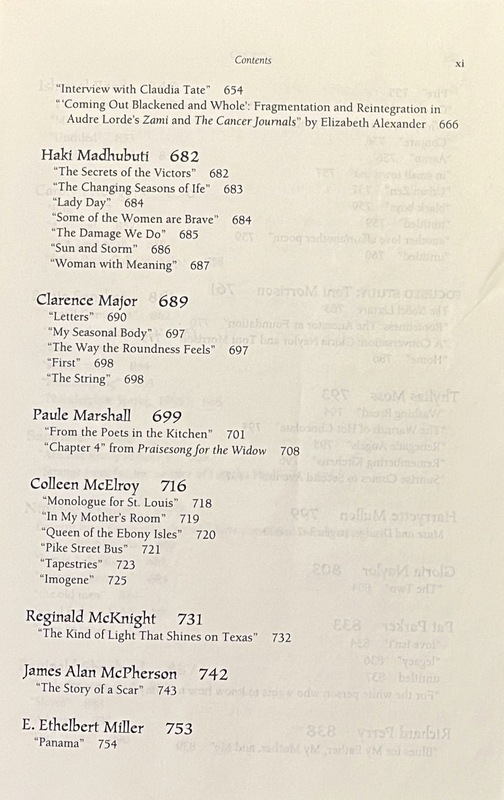 Contents
xi
"Interview with Claudia Tate" 654
"'Coming Out Blackened and Whole': Fragmentation and Reintegration in
Audre Lorde's Zami and The Cancer Journals" by Elizabeth Alexander 666
Haki Madhubuti 682
"The Secrets of the Victors" 682
"The Changing Seasons of Ife" 683
"Lady Day" 684
"Some of the Women are Brave" 684
"The Damage We Do" 685
"Sun and Storm" 686
"Woman with Meaning" 687
Clarence Major 689
"Letters" 690
"My Seasonal Body" 697
"The Way the Roundness Feels" 697
"First" 698
"The String" 698
Paule Marshall 699
"From the Poets in the Kitchen" 701
"Chapter 4" from Praisesong for the Widow 708
Colleen McElroy 716
"Monologue for St. Louis" 718
"In My Mother's Room" 719
"Queen of the Ebony Isles" 720
"Pike Street Bus" 721
"Tapestries" 723
"Imogene" 725
Reginald McKnight 731
"The Kind of Light That Shines on Texas" 732
James Alan McPherson 742
"The Story of a Scar" 743
E. Ethelbert Miller 753
"Panama" 754